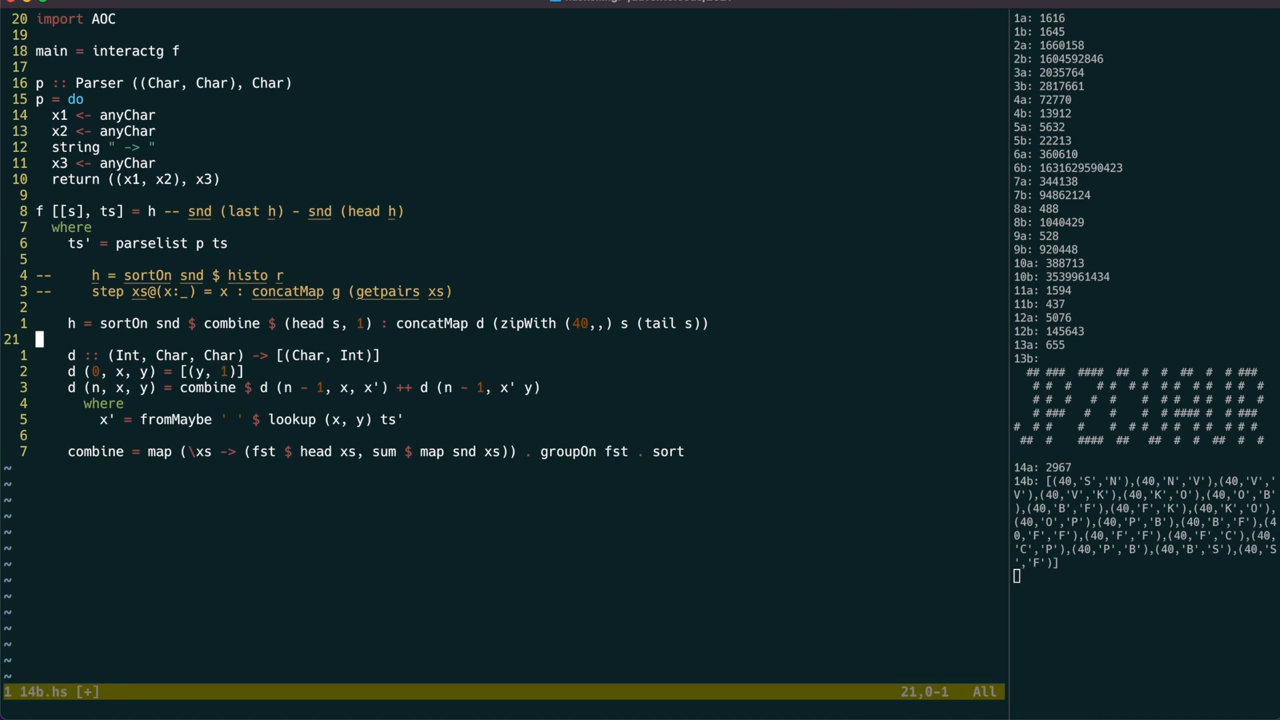 20 import AOC
19
18 main = interactg f
17
16 p :: Parser ((Char, Char), Char)
15 p = do
14   x1 <- anyChar
13   x2 <- anyChar
12   string " -> "
11   x3 <- anyChar
10   return ((x1, x2), x3)
9
8 f [[s], ts] = h -- snd (last h) - snd (head h)
7   where
6     ts' = parselist p ts
5
4 --     h = sortOn snd $ histo r
3 --     step xs@(x:_) = x : concatMap g (getpairs xs)
2
1     h = sortOn snd $ combine $ (head s, 1) : concatMap d (zipWith (40,,) s (tail s))
21
1     d :: (Int, Char, Char) -> [(Char, Int)]
2     d (0, x, y) = [(y, 1)]
3     d (n, x, y) = combine $ d (n - 1, x, x') ++ d (n - 1, x' y)
4       where
5         x' = fromMaybe ' ' $ lookup (x, y) ts'
6
7     combine = map (\xs -> (fst $ head xs, sum $ map snd xs)) . groupOn fst . sort
~
~
~
~
~
~
~
~
~
~
~
~
~
~
1 14b.hs [+] 21,0-1 All
1a: 1616
1b: 1645
2a: 1660158
2b: 1604592846
3a: 2035764
3b: 2817661
4a: 72770
4b: 13912
5a: 5632
5b: 22213
6a: 360610
6b: 1631629590423
7a: 344138
7b: 94862124
8a: 488
8b: 1040429
9a: 528
9b: 920448
10a: 388713
10b: 3539961434
11a: 1594
11b: 437
12a: 5076
12b: 145643
13a: 655
13b:
14a: 2967
14b: [(40,'S','N'),(40,'N','V'),(40,'V','
V'),(40,'V','K'),(40,'K','O'),(40,'O','B'
),(40,'B','F'),(40,'F','K'),(40,'K','O'),
(40,'O','P'),(40,'P','B'),(40,'B','F'),(4
0,'F','F'),(40,'F','F'),(40,'F','C'),(40,
'C','P'),(40,'P','B'),(40,'B','S'),(40,'S
','F')]